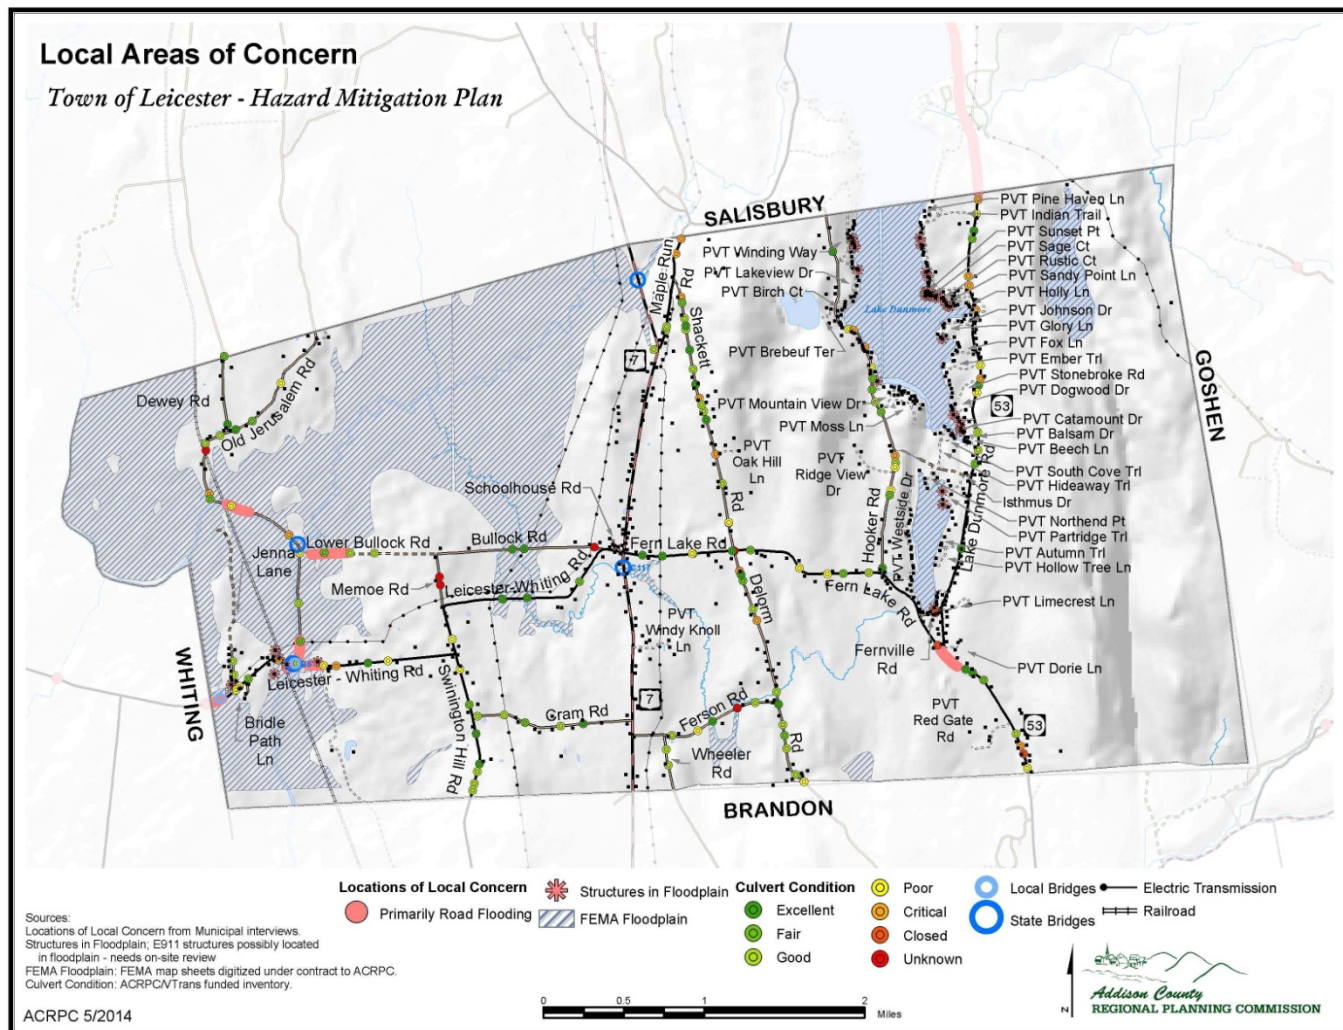 Local Areas of Concern
Town of Leicester - Hazard Mitigation Plan
SALISBURY
PVT Pine Haven Ln
PVT Indian Trail
PVT Sunset Pt
PVT Sage Ct
PVT Rustic Ct
PVT Sandy Point Ln
PVT Holly Ln
PVT Johnson Dr
PVT Glory Ln
PVT Fox Ln
PVT Ember Trl
PVT Stonebroke Rd
PVT Dogwood Dr
53
PVT Catamount Dr
PVT Balsam Dr
PVT Beech Ln
PVT South Cove Trl
PVT Hideaway Trl
Isthmus Dr
PVT Northend Pt
PVT Partridge Trl
PVT Autumn Trl
PVT Hollow Tree Ln
PVT Limecrest Ln
PVT Dorie Ln
GOSHEN
PVT Winding Way
PVT Lakeview Dr
PVT Birch Ct
Lake Dunmore
PVT Brebeuf Ter
PVT Mountain View Dr
PVT Moss Ln
PVT
Ridge View
Dr
PVT
Oak Hill
Ln
Maple Run
Rd
Shackett
Rd
7
Dewey Rd
Old Jerusalem Rd
Schoolhouse Rd
Hooker Rd
PVT Westside Dr
Lake Dunmore Rd
Lower Bullock Rd
Bullock Rd
Fern Lake Rd
Jenna
Lane
Memoe Rd
Leicester-Whiting Rd
Delorm
Fern Lake Rd
PVT
Windy Knoll
Ln
Fernville
Rd
WHITING
Leicester - Whiting Rd
Swinington Hill Rd
7
Ferson Rd
Cram Rd
PVT
Red Gate
Rd
53
Bridle
Path
Ln
Wheeler
Rd
Rd
BRANDON
Locations of Local Concern
Primarily Road Flooding
Structures in Floodplain
FEMA Floodplain
Culvert Condition
Excellent
Fair
Good
Poor
Critical
Closed
Unknown
Local Bridges
State Bridges
Electric Transmission
Railroad
Sources:
Locations of Local Concern from Municipal interviews.
Structures in Floodplain; E911 structures possibly located
in floodplain - needs on-site review
FEMA Floodplain: FEMA map sheets digitized under contract to ACRPC.
Culvert Condition: ACRPC/VTrans funded inventory.
ACRPC 5/2014
0 0.5 1 2
Miles
N
Addison County
REGIONAL PLANNING COMMISSION